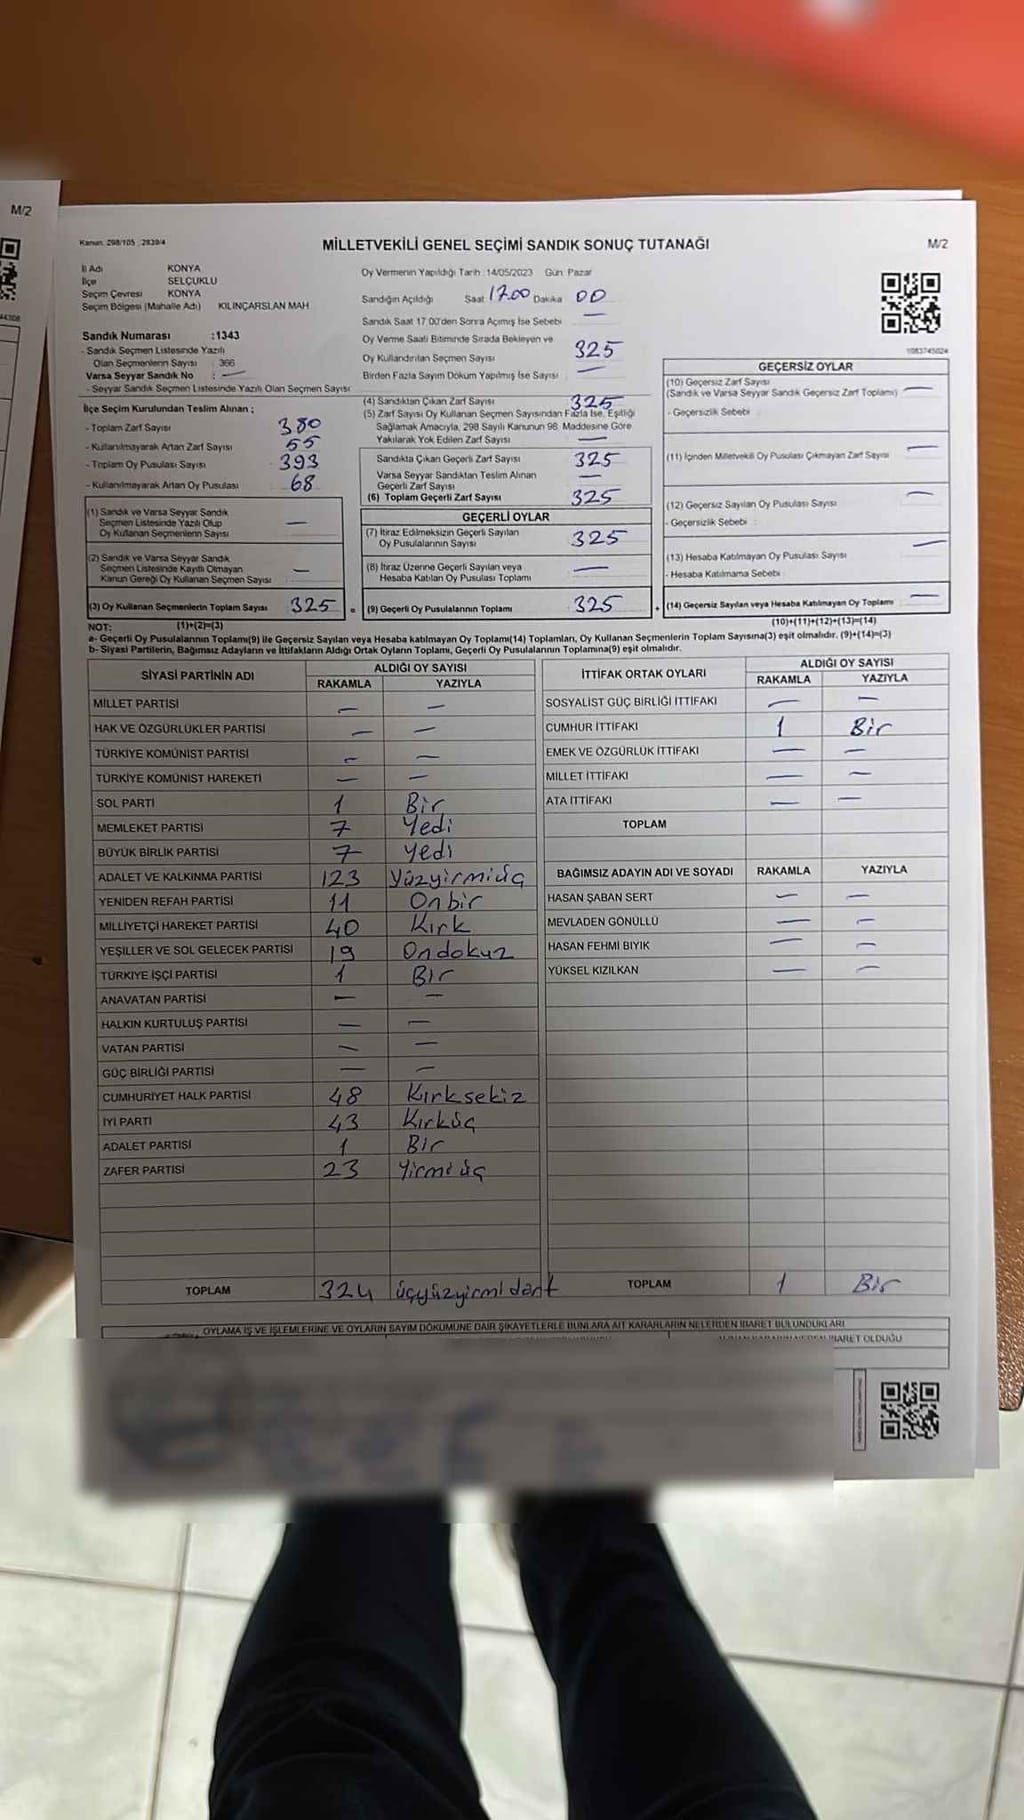 M/2
44308
Kanun: 298/105 2839/4
MİLLETVEKİLİ GENEL SEÇİMİ SANDIK SONUÇ TUTANAĞI
M/2
İl Adı KONYA
İlçe SELÇUKLU
Seçim Çevresi KONYA
Seçim Bölgesi (Mahalle Adı) KILINÇARSLAN MAH
Sandık Numarası :1343
- Sandık Seçmen Listesinde Yazılı
Olan Seçmenlerin Sayısı : 366
Varsa Seyyar Sandık No : —
- Seyyar Sandık Seçmen Listesinde Yazılı Olan Seçmen Sayısı
Oy Vermenin Yapıldığı Tarih :14/05/2023 Gün: Pazar
Sandığın Açıldığı Saat 17.00 Dakika 00
Sandık Saat 17:00'den Sonra Açımış İse Sebebi —
Oy Verme Saati Bitiminde Sırada Bekleyen ve
Oy Kullandırılan Seçmen Sayısı 325
Birden Fazla Sayım Döküm Yapılmış İse Sayısı —
1083745024
İlçe Seçim Kurulundan Teslim Alınan ;
- Toplam Zarf Sayısı 380
- Kullanılmayarak Artan Zarf Sayısı 55
- Toplam Oy Pusulası Sayısı 393
- Kullanılmayarak Artan Oy Pusulası 68
(1) Sandık ve Varsa Seyyar Sandık
Seçmen Listesinde Yazılı Olup
Oy Kullanan Seçmenlerin Sayısı —
(2) Sandık ve Varsa Seyyar Sandık
Seçmen Listesinde Kayıtlı Olmayan
Kanun Gereği Oy Kullanan Seçmen Sayısı —
(3) Oy Kullanan Seçmenlerin Toplam Sayısı 325 =
(1)+(2)=(3)
(4) Sandıktan Çıkan Zarf Sayısı 325
(5) Zarf Sayısı Oy Kullanan Seçmen Sayısından Fazla İse, Eşitliği
Sağlamak Amacıyla, 298 Sayılı Kanunun 98. Maddesine Göre
Yakılarak Yok Edilen Zarf Sayısı —
Sandıkta Çıkan Geçerli Zarf Sayısı 325
Varsa Seyyar Sandıktan Teslim Alınan
Geçerli Zarf Sayısı —
(6) Toplam Geçerli Zarf Sayısı 325
GEÇERLİ OYLAR
(7) İtiraz Edilmeksizin Geçerli Sayılan
Oy Pusulalarının Sayısı 325
(8) İtiraz Üzerine Geçerli Sayılan veya
Hesaba Katılan Oy Pusulası Toplamı —
(9) Geçerli Oy Pusulalarının Toplamı 325
GEÇERSİZ OYLAR
(10) Geçersiz Zarf Sayısı
(Sandık ve Varsa Seyyar Sandık Geçersiz Zarf Toplamı) —
- Geçersizlik Sebebi :
(11) İçinden Milletvekili Oy Pusulası Çıkmayan Zarf Sayısı —
(12) Geçersiz Sayılan Oy Pusulası Sayısı —
- Geçersizlik Sebebi :
(13) Hesaba Katılmayan Oy Pusulası Sayısı —
- Hesaba Katılmama Sebebi :
(14) Geçersiz Sayılan veya Hesaba Katılmayan Oy Toplamı —
(10)+(11)+(12)+(13)=(14)
NOT:
a- Geçerli Oy Pusulalarının Toplamı(9) ile Geçersiz Sayılan veya Hesaba katılmayan Oy Toplamı(14) Toplamları, Oy Kullanan Seçmenlerin Toplam Sayısına(3) eşit olmalıdır. (9)+(14)=(3)
b- Siyasi Partilerin, Bağımsız Adayların ve İttifakların Aldığı Oyların Toplamı, Geçerli Oy Pusulalarının Toplamına(9) eşit olmalıdır.
SİYASİ PARTİNİN ADI ALDIĞI OY SAYISI
RAKAMLA YAZIYLA
MİLLET PARTİSİ — —
HAK VE ÖZGÜRLÜKLER PARTİSİ — —
TÜRKİYE KOMÜNİST PARTİSİ — —
TÜRKİYE KOMÜNİST HAREKETİ — —
SOL PARTİ 1 Bir
MEMLEKET PARTİSİ 7 Yedi
BÜYÜK BİRLİK PARTİSİ 7 yedi
ADALET VE KALKINMA PARTİSİ 123 Yüzyirmiüç
YENİDEN REFAH PARTİSİ 11 Onbir
MİLLİYETÇİ HAREKET PARTİSİ 40 Kırk
YEŞİLLER VE SOL GELECEK PARTİSİ 19 Ondokuz
TÜRKİYE İŞÇİ PARTİSİ 1 Bir
ANAVATAN PARTİSİ — —
HALKIN KURTULUŞ PARTİSİ — —
VATAN PARTİSİ — —
GÜÇ BİRLİĞİ PARTİSİ — —
CUMHURİYET HALK PARTİSİ 48 Kırksekiz
İYİ PARTİ 43 Kırküç
ADALET PARTİSİ 1 Bir
ZAFER PARTİSİ 23 Yirmi üç
TOPLAM 324 üçyüzyirmi dört
İTTİFAK ORTAK OYLARI ALDIĞI OY SAYISI
RAKAMLA YAZIYLA
SOSYALİST GÜÇ BİRLİĞİ İTTİFAKI — —
CUMHUR İTTİFAKI 1 Bir
EMEK VE ÖZGÜRLÜK İTTİFAKI — —
MİLLET İTTİFAKI — —
ATA İTTİFAKI — —
TOPLAM
BAĞIMSIZ ADAYIN ADI VE SOYADI RAKAMLA YAZIYLA
HASAN ŞABAN SERT — —
MEVLADEN GÖNÜLLÜ — —
HASAN FEHMİ BIYIK — —
YÜKSEL KIZILKAN — —
TOPLAM 1 Bir
OYLAMA İŞ VE İŞLEMLERİNE VE OYLARIN SAYIM DÖKÜMÜNE DAİR ŞİKAYETLERLE BUNLARA AİT KARARLARIN NELERDEN İBARET BULUNDUKLARI
İBARET OLDUĞU